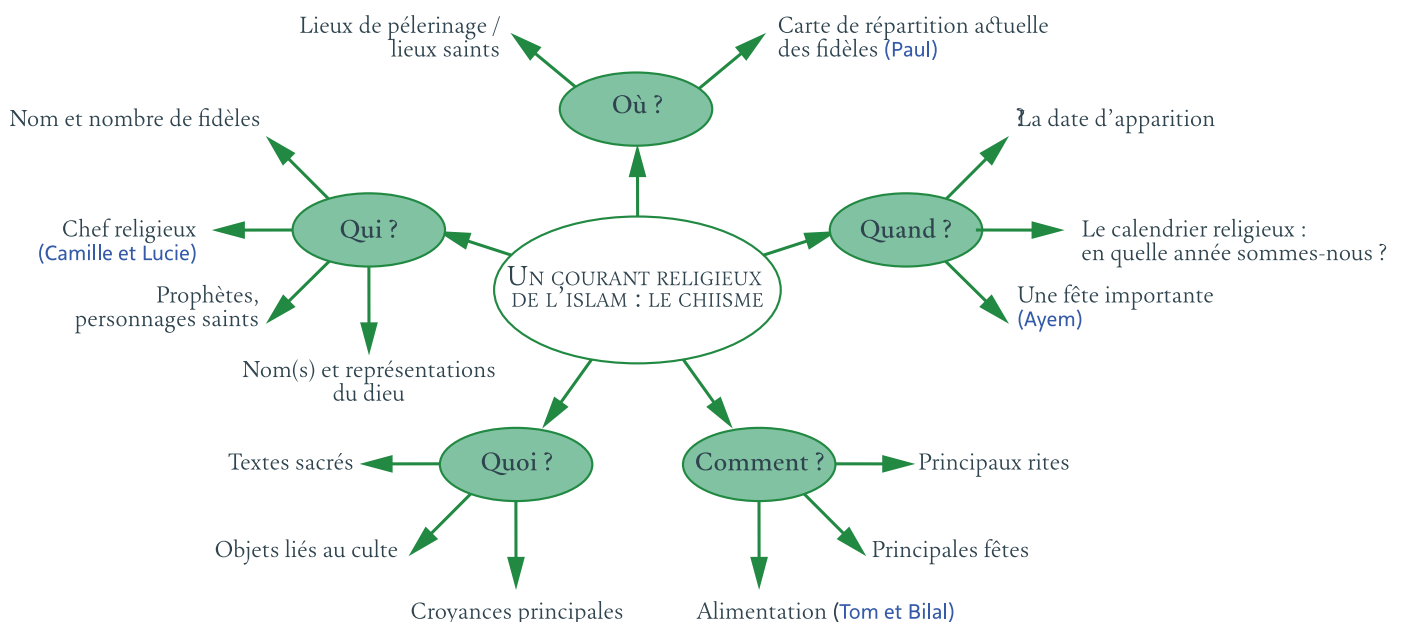 Lieux de pélerinage /
lieux saints
Carte de répartition actuelle
des fidèles (Paul)
Où ?
Nom et nombre de fidèles
?
La date d’apparition
Chef religieux
(Camille et Lucie)
Qui ?
Quand ?
Le calendrier religieux :
en quelle année sommes-nous ?
Un courant religieux
de l’islam : le chiisme
Prophètes,
personnages saints
Une fête importante
(Ayem)
Nom(s) et représentations
du dieu
Textes sacrés
Quoi ?
Comment ?
Principaux rites
Objets liés au culte
Principales fêtes
Croyances principales
Alimentation (Tom et Bilal)